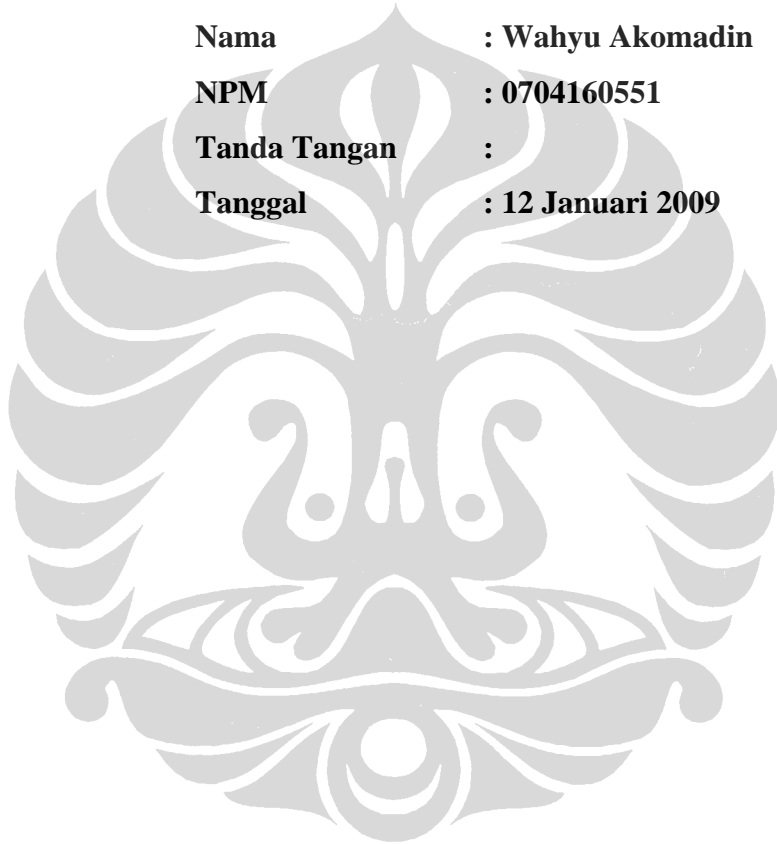 Nama : Wahyu Akomadin
NPM : 0704160551
Tanda Tangan :
Tanggal : 12 Januari 2009